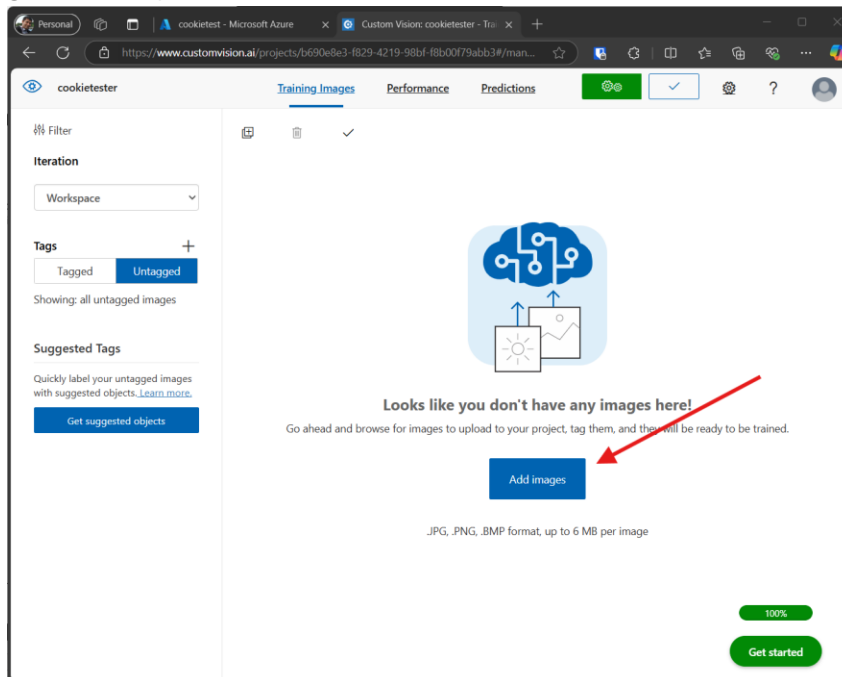 Personal
cookietest - Microsoft Azure
Custom Vision: cookietester - Trai
https://www.customvision.ai/projects/b690e8e3-f829-4219-98bf-f8b00f79abb3#/man...
cookietester
Training Images
Performance
Predictions
?
Filter
Iteration
Workspace
Tags
Tagged
Untagged
Showing: all untagged images
Suggested Tags
Quickly label your untagged images
with suggested objects. Learn more.
Get suggested objects
Looks like you don't have any images here!
Go ahead and browse for images to upload to your project, tag them, and they will be ready to be trained.
Add images
.JPG, .PNG, .BMP format, up to 6 MB per image
100%
Get started